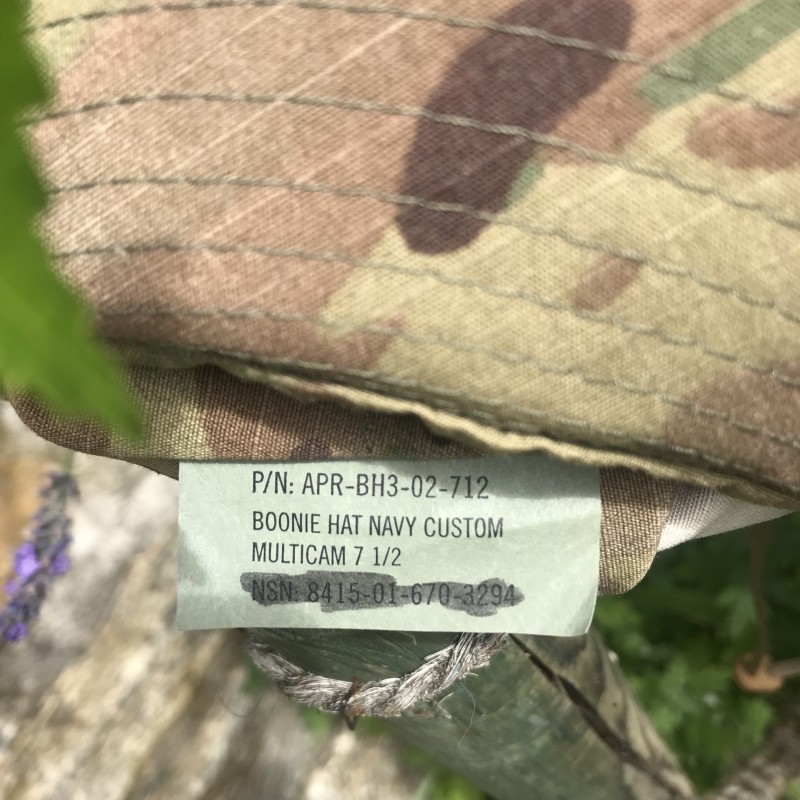 P/N: APR-BH3-02-712
BOONIE HAT NAVY CUSTOM
MULTICAM 7 1/2
NSN: 8415-01-670-3294